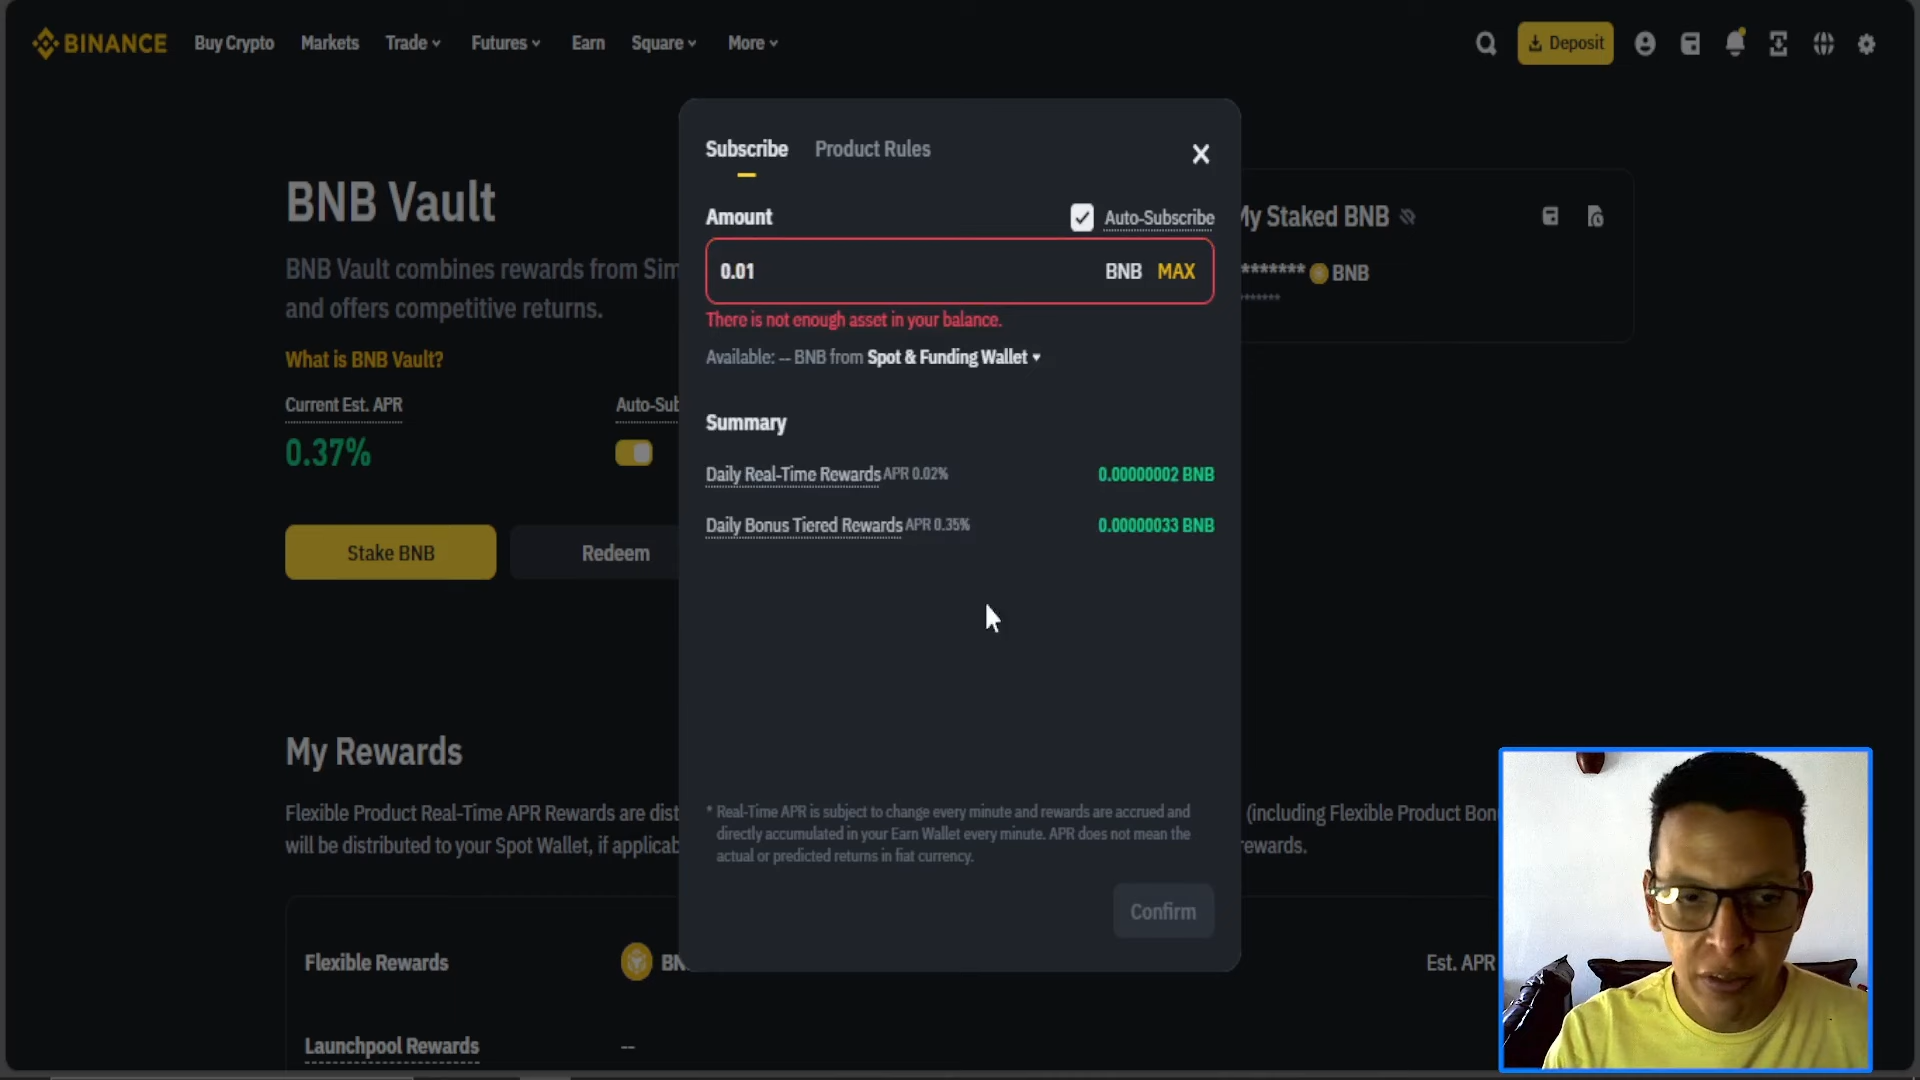 BINANCE Buy Crypto Markets Trade Futures Earn Square More Deposit
BNB Vault
BNB Vault combines rewards from Sim
and offers competitive returns.
What is BNB Vault?
Current Est. APR Auto-Sub
0.37%
Stake BNB Redeem
Subscribe Product Rules
Amount Auto-Subscribe
0.01 BNB MAX
There is not enough asset in your balance.
Available: -- BNB from Spot & Funding Wallet
Summary
Daily Real-Time Rewards APR 0.02% 0.00000002 BNB
Daily Bonus Tiered Rewards APR 0.35% 0.00000033 BNB
* Real-Time APR is subject to change every minute and rewards are accrued and
directly accumulated in your Earn Wallet every minute. APR does not mean the
actual or predicted returns in fiat currency.
Confirm
My Staked BNB
******* BNB
*******
My Rewards
Flexible Product Real-Time APR Rewards are dist (including Flexible Product Bon
will be distributed to your Spot Wallet, if applicab ewards.
Flexible Rewards BN Est. APR
Launchpool Rewards --